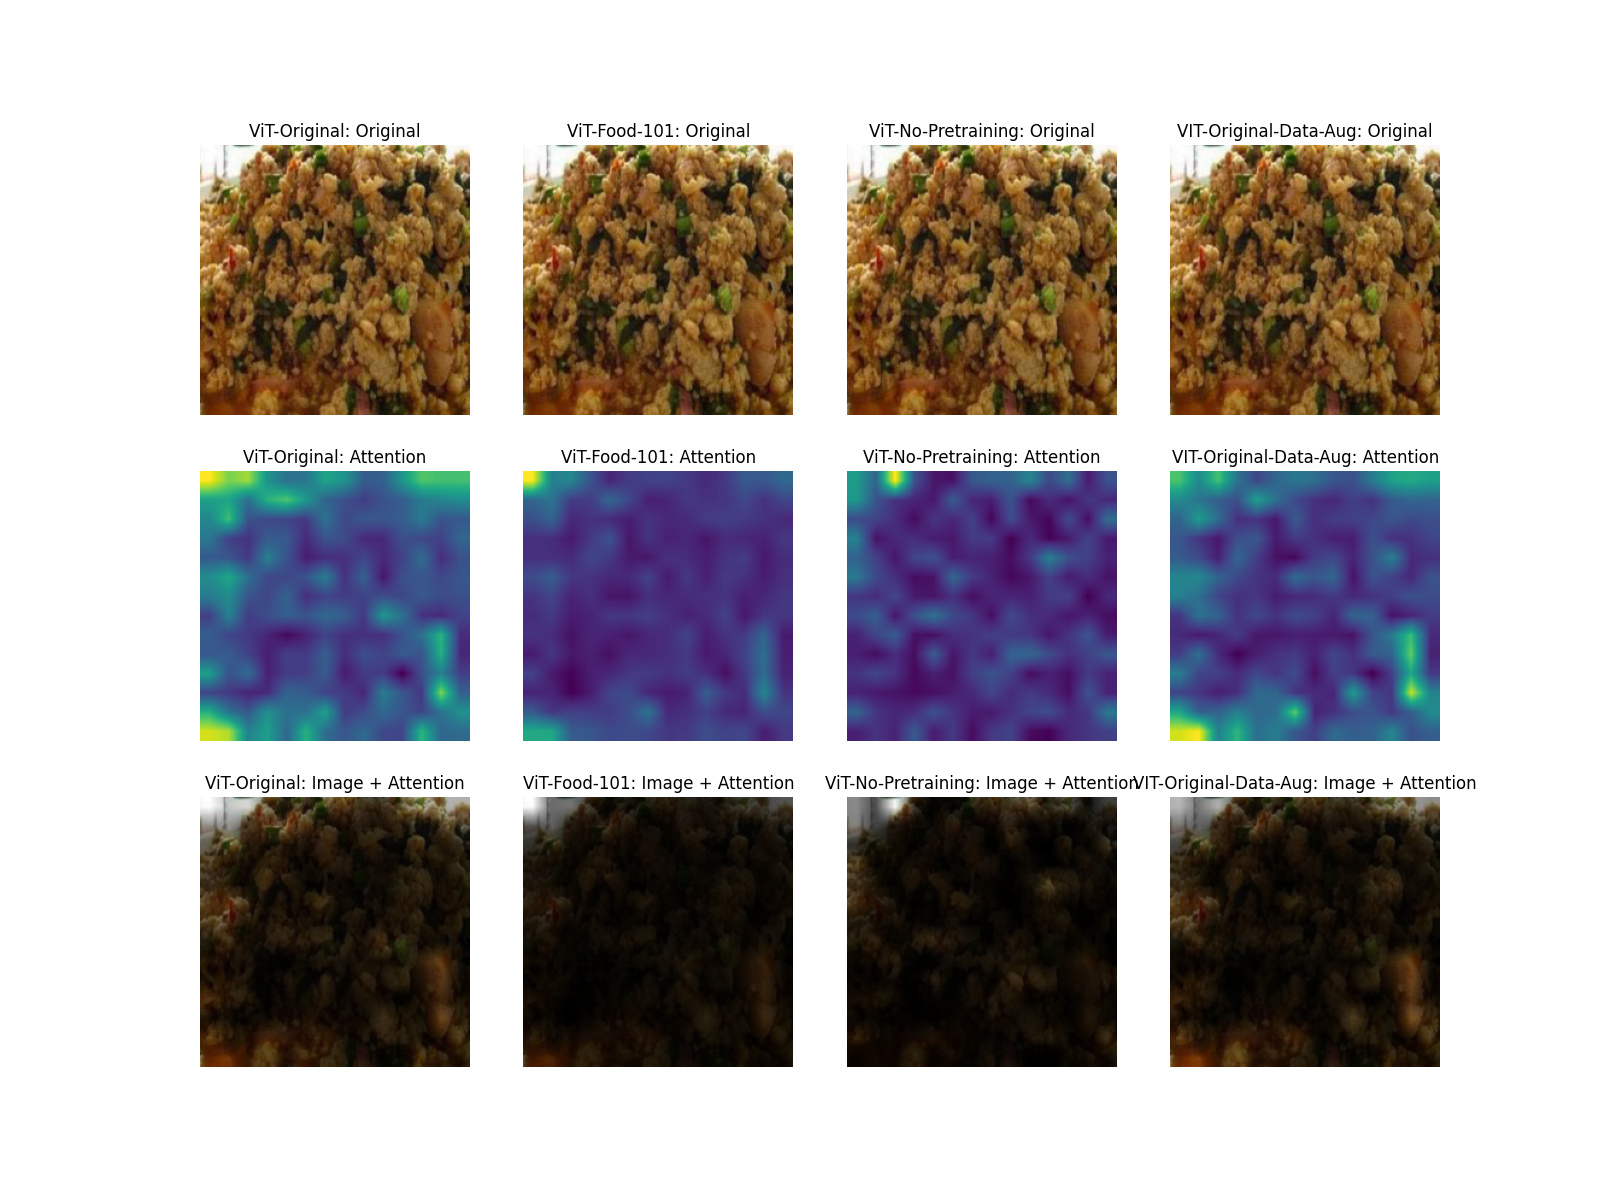 ViT-Original: Original
ViT-Food-101: Original
ViT-No-Pretraining: Original
VIT-Original-Data-Aug: Original
ViT-Original: Attention
ViT-Food-101: Attention
ViT-No-Pretraining: Attention
VIT-Original-Data-Aug: Attention
ViT-Original: Image + Attention
ViT-Food-101: Image + Attention
ViT-No-Pretraining: Image + Attention
VIT-Original-Data-Aug: Image + Attention